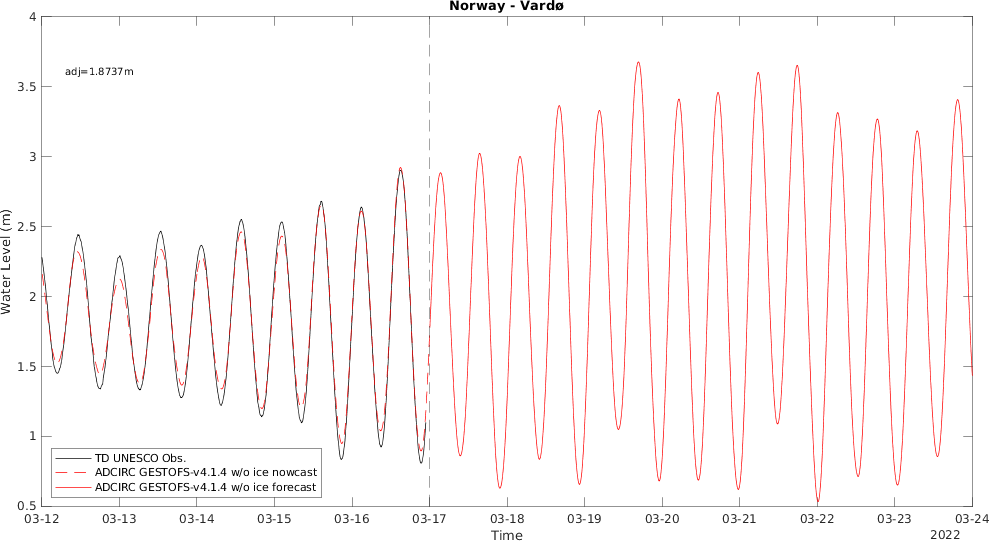 Norway - Vardø
4
3.5
3
2.5
2
1.5
1
0.5
Water Level (m)
adj=1.8737m
TD UNESCO Obs.
ADCIRC GESTOFS-v4.1.4 w/o ice nowcast
ADCIRC GESTOFS-v4.1.4 w/o ice forecast
03-12 03-13 03-14 03-15 03-16 03-17 03-18 03-19 03-20 03-21 03-22 03-23 03-24
Time
2022